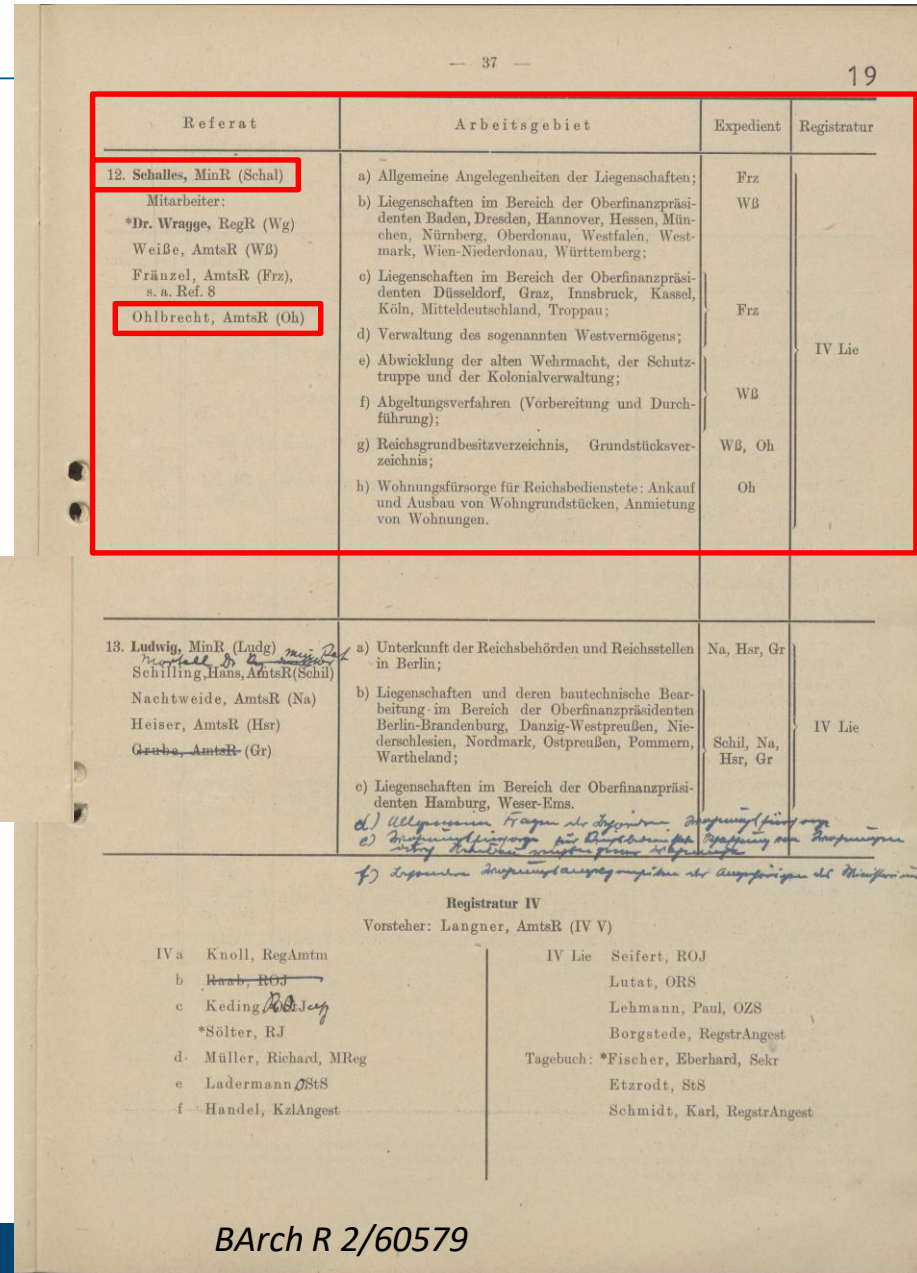 — 37 —
19
Referat Arbeitsgebiet Expedient Registratur
12. Schalles, MinR (Schal)
Mitarbeiter:
*Dr. Wragge, RegR (Wg)
Weiße, AmtsR (Wß)
Fränzel, AmtsR (Frz),
s. a. Ref. 8
Ohlbrecht, AmtsR (Oh)
a) Allgemeine Angelegenheiten der Liegenschaften;
b) Liegenschaften im Bereich der Oberfinanzpräsi-
denten Baden, Dresden, Hannover, Hessen, Mün-
chen, Nürnberg, Oberdonau, Westfalen, West-
mark, Wien-Niederdonau, Württemberg;
c) Liegenschaften im Bereich der Oberfinanzpräsi-
denten Düsseldorf, Graz, Innsbruck, Kassel,
Köln, Mitteldeutschland, Troppau;
d) Verwaltung des sogenannten Westvermögens;
e) Abwicklung der alten Wehrmacht, der Schutz-
truppe und der Kolonialverwaltung;
f) Abgeltungsverfahren (Vorbereitung und Durch-
führung);
g) Reichsgrundbesitzverzeichnis, Grundstücksver-
zeichnis;
h) Wohnungsfürsorge für Reichsbedienstete: Ankauf
und Ausbau von Wohngrundstücken, Anmietung
von Wohnungen.
Frz
Wß
Frz
Wß
Wß, Oh
Oh
IV Lie
13. Ludwig, MinR (Ludg)
Schilling, Hans, AmtsR (Schil)
Nachtweide, AmtsR (Na)
Heiser, AmtsR (Hsr)
Grube, AmtsR (Gr)
a) Unterkunft der Reichsbehörden und Reichsstellen
in Berlin;
b) Liegenschaften und deren bautechnische Bear-
beitung im Bereich der Oberfinanzpräsidenten
Berlin-Brandenburg, Danzig-Westpreußen, Nie-
derschlesien, Nordmark, Ostpreußen, Pommern,
Wartheland;
c) Liegenschaften im Bereich der Oberfinanzpräsi-
denten Hamburg, Weser-Ems.
d) Allgemeine Fragen der
e)
f)
Na, Hsr, Gr
Schil, Na,
Hsr, Gr
IV Lie
Registratur IV
Vorsteher: Langner, AmtsR (IV V)
IV a Knoll, RegAmtm
b Raab, ROJ
c Keding
*Sölter, RJ
d Müller, Richard, MReg
e Ladermann OStS
f Handel, KzlAngest
IV Lie Seifert, ROJ
Lutat, ORS
Lehmann, Paul, OZS
Borgstede, RegstrAngest
Tagebuch: *Fischer, Eberhard, Sekr
Etzrodt, StS
Schmidt, Karl, RegstrAngest
BArch R 2/60579